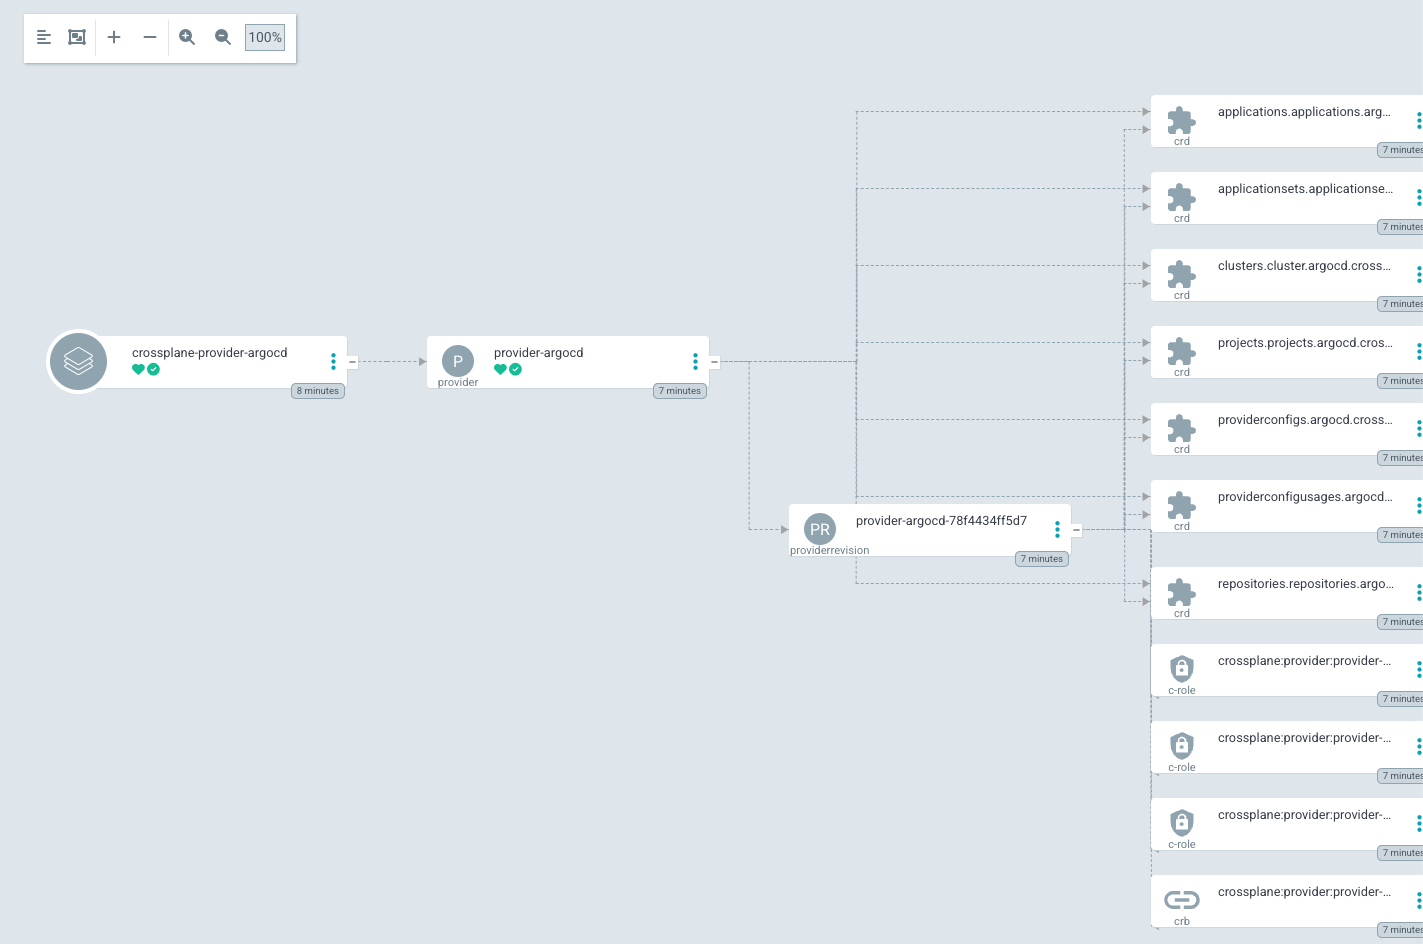 100%
crossplane-provider-argocd
8 minutes
P
provider
provider-argocd
7 minutes
PR
providerrevision
provider-argocd-78f4434ff5d7
7 minutes
applications.applications.arg...
crd
7 minutes
applicationsets.applicationse...
crd
7 minutes
clusters.cluster.argocd.cross...
crd
7 minutes
projects.projects.argocd.cros...
crd
7 minutes
providerconfigs.argocd.cross...
crd
7 minutes
providerconfigusages.argocd...
crd
7 minutes
repositories.repositories.argo...
crd
7 minutes
crossplane:provider:provider-...
c-role
7 minutes
crossplane:provider:provider-...
c-role
7 minutes
crossplane:provider:provider-...
c-role
7 minutes
crossplane:provider:provider-...
crb
7 minutes